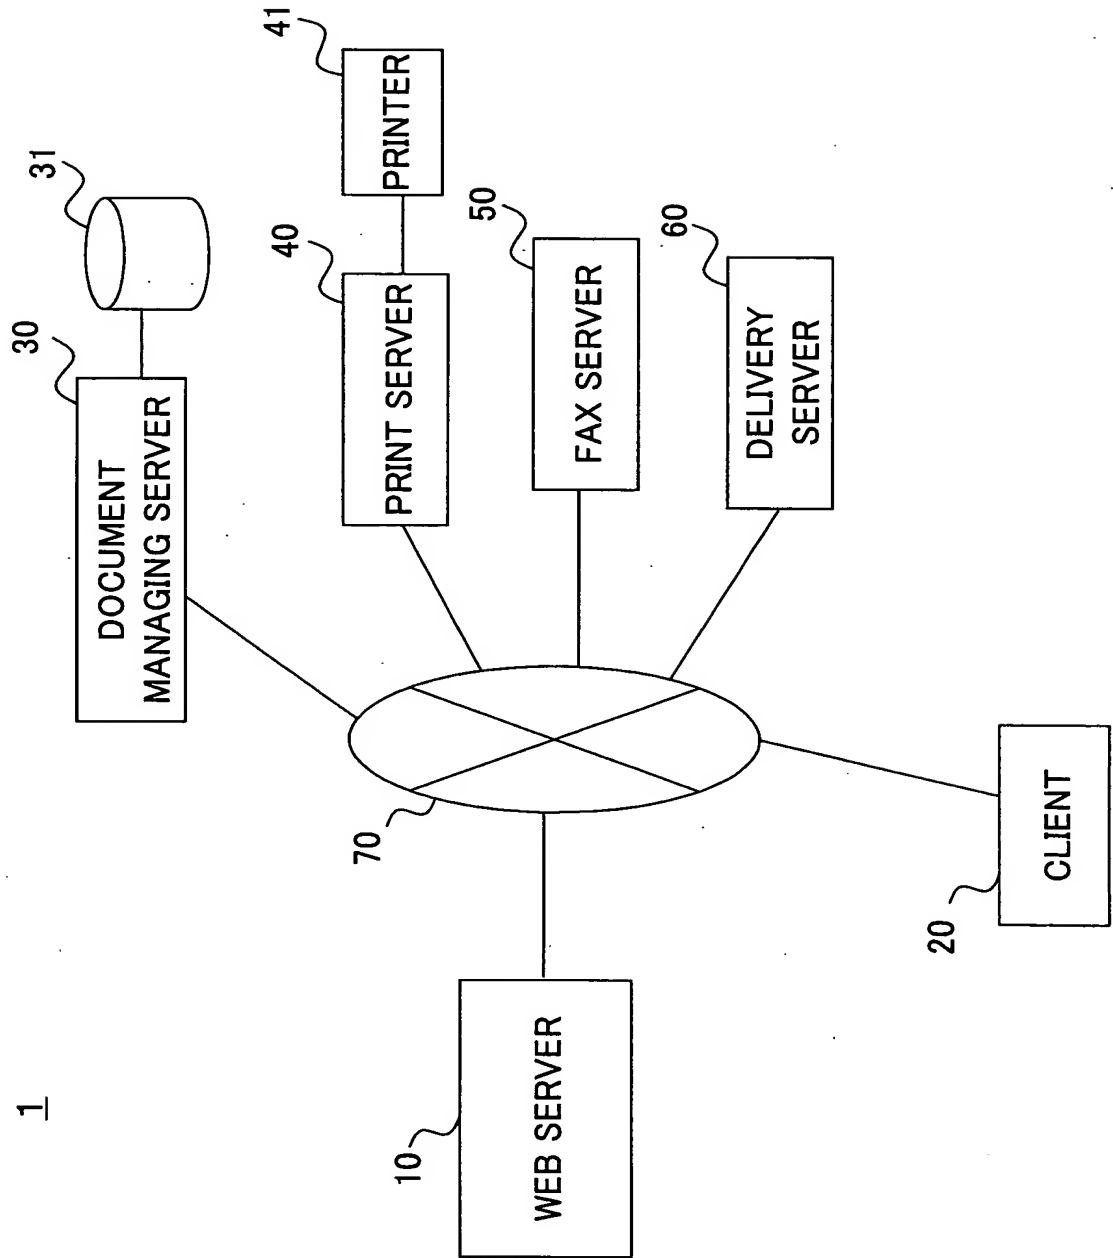 1
10
WEB SERVER
20
CLIENT
70
30
DOCUMENT
MANAGING SERVER
31
40
PRINT SERVER
41
PRINTER
50
FAX SERVER
60
DELIVERY
SERVER